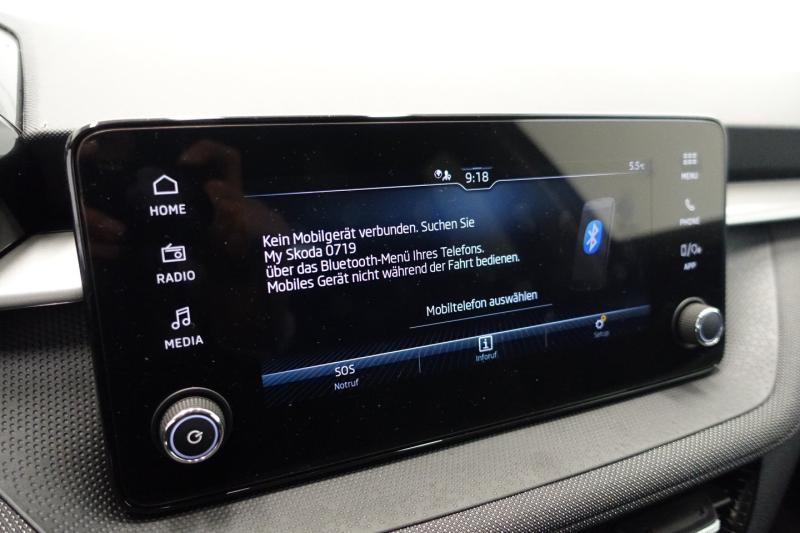 9:18
5.5°C
HOME
RADIO
MEDIA
Kein Mobilgerät verbunden. Suchen Sie
My Skoda 0719
über das Bluetooth-Menü Ihres Telefons.
Mobiles Gerät nicht während der Fahrt bedienen.
Mobiltelefon auswählen
SOS
Notruf
i
Inforuf
Setup
MENU
PHONE
APP